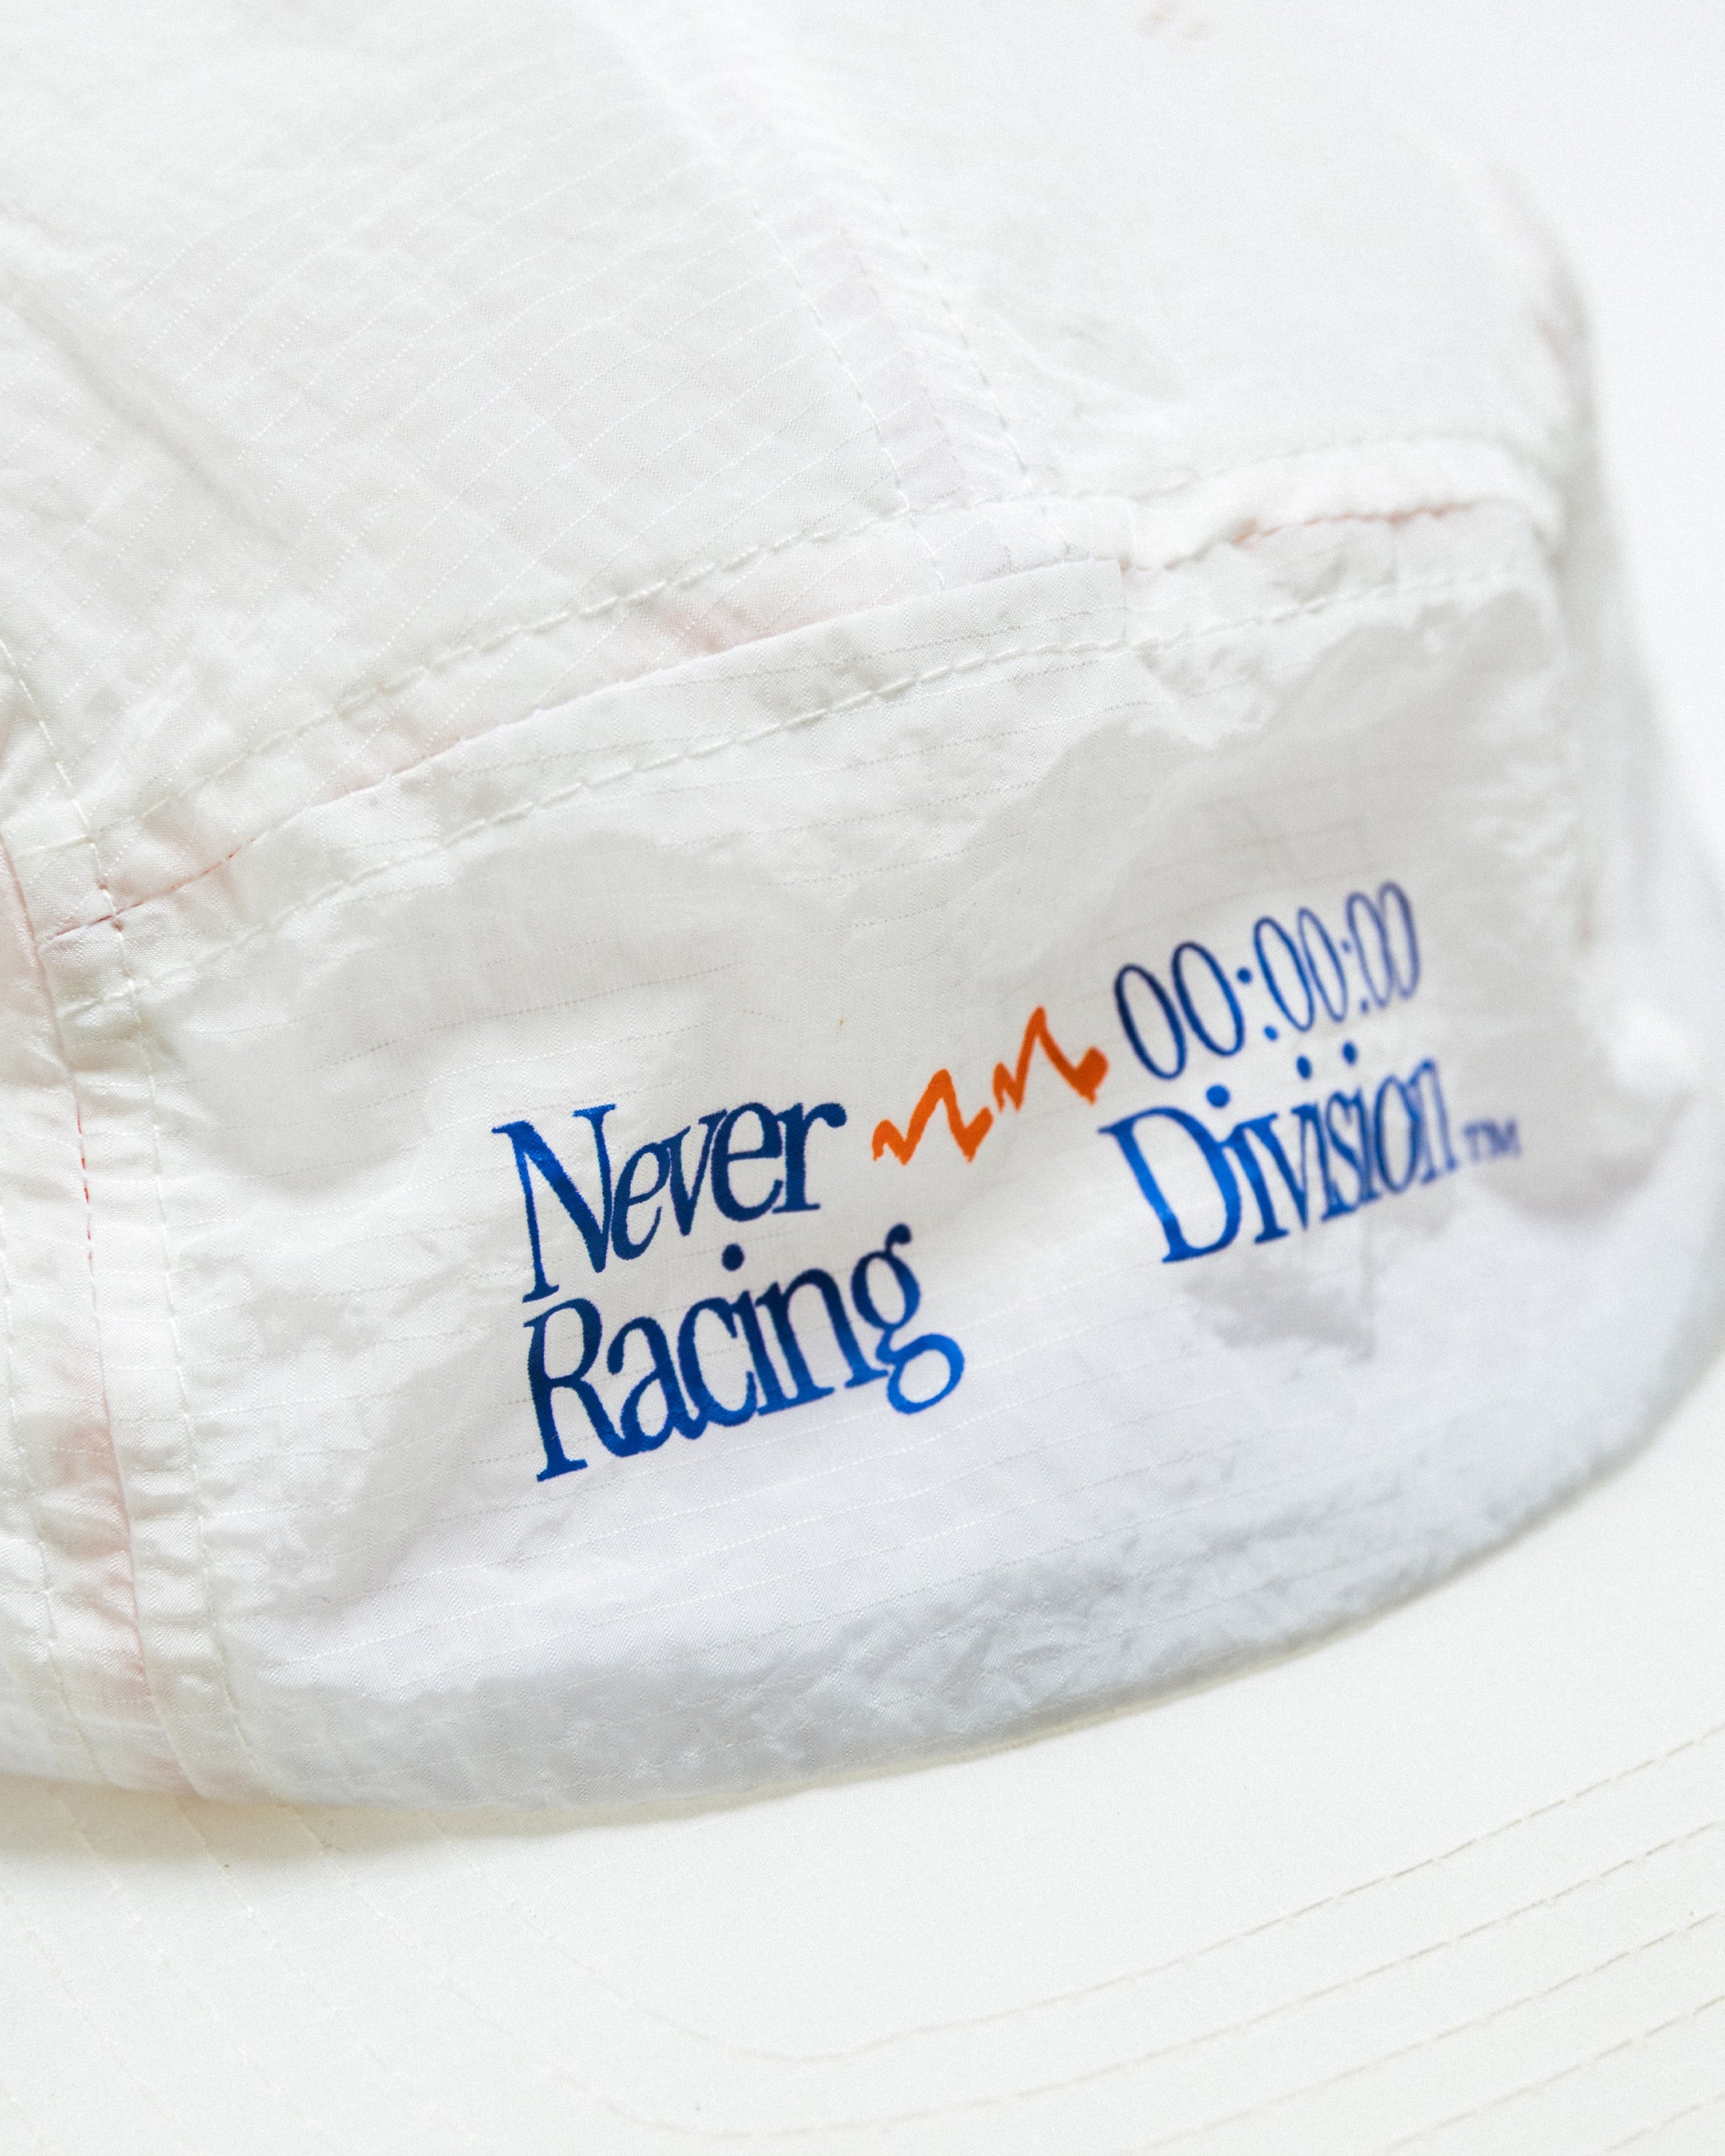 Never 00:00:00
Racing Division™